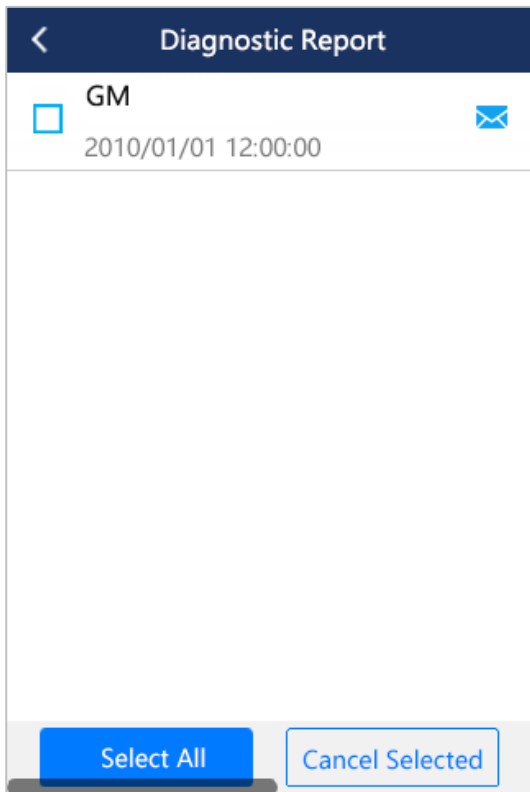 Diagnostic Report
GM
2010/01/01 12:00:00
Select All
Cancel Selected